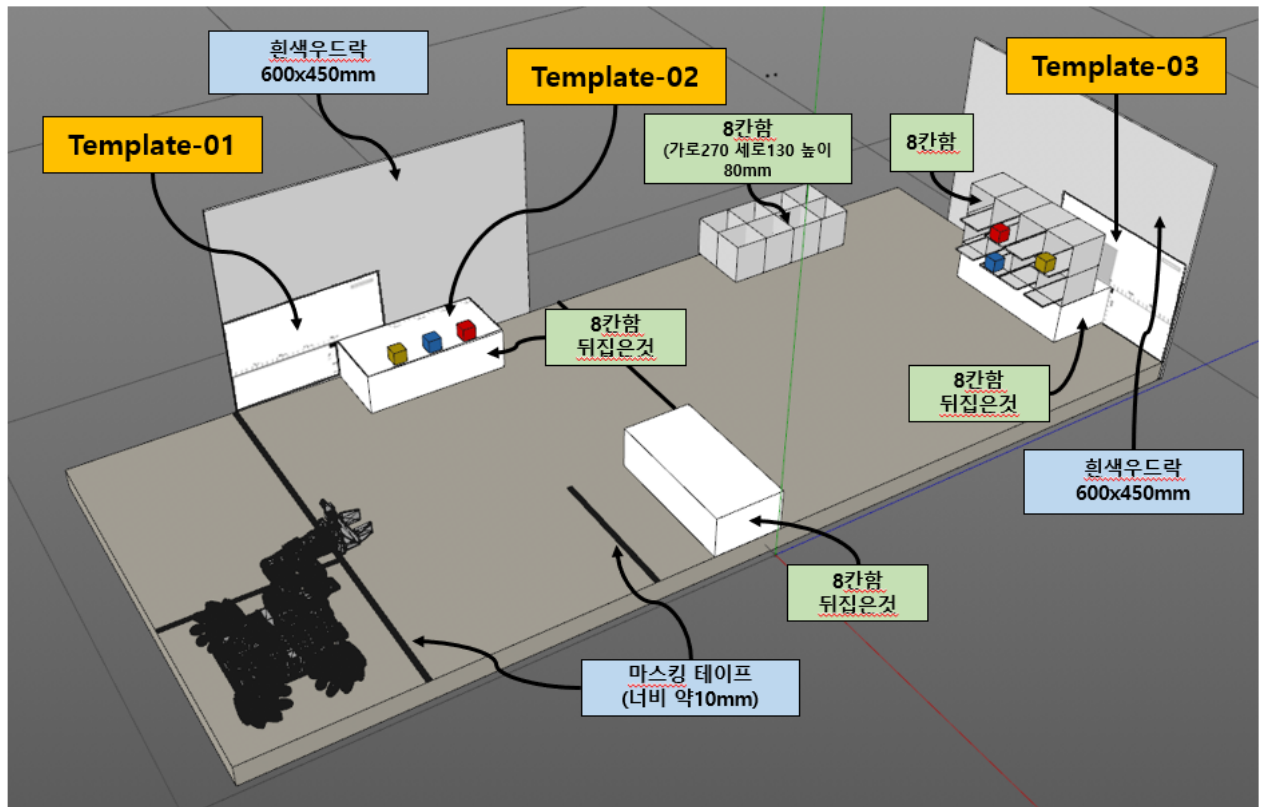 흰색우드락
600x450mm
Template-02
Template-03
Template-01
8칸함
(가로270 세로130 높이
80mm
8칸함
8칸함
뒤집은것
8칸함
뒤집은것
흰색우드락
600x450mm
8칸함
뒤집은것
마스킹 테이프
(너비 약10mm)